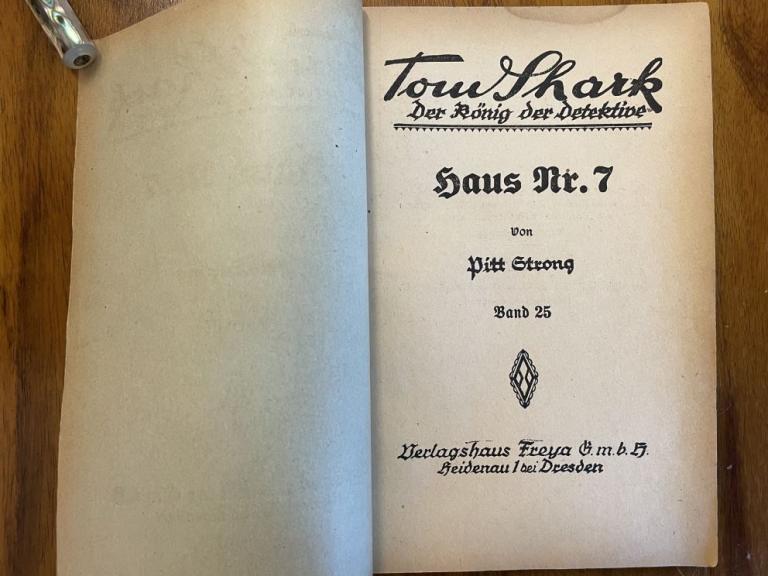 Tom Shark
Der König der Detektive
Haus Nr. 7
von
Pitt Strong
Band 25
Verlagshaus Freya G.m.b.H.
Heidenau 1 bei Dresden